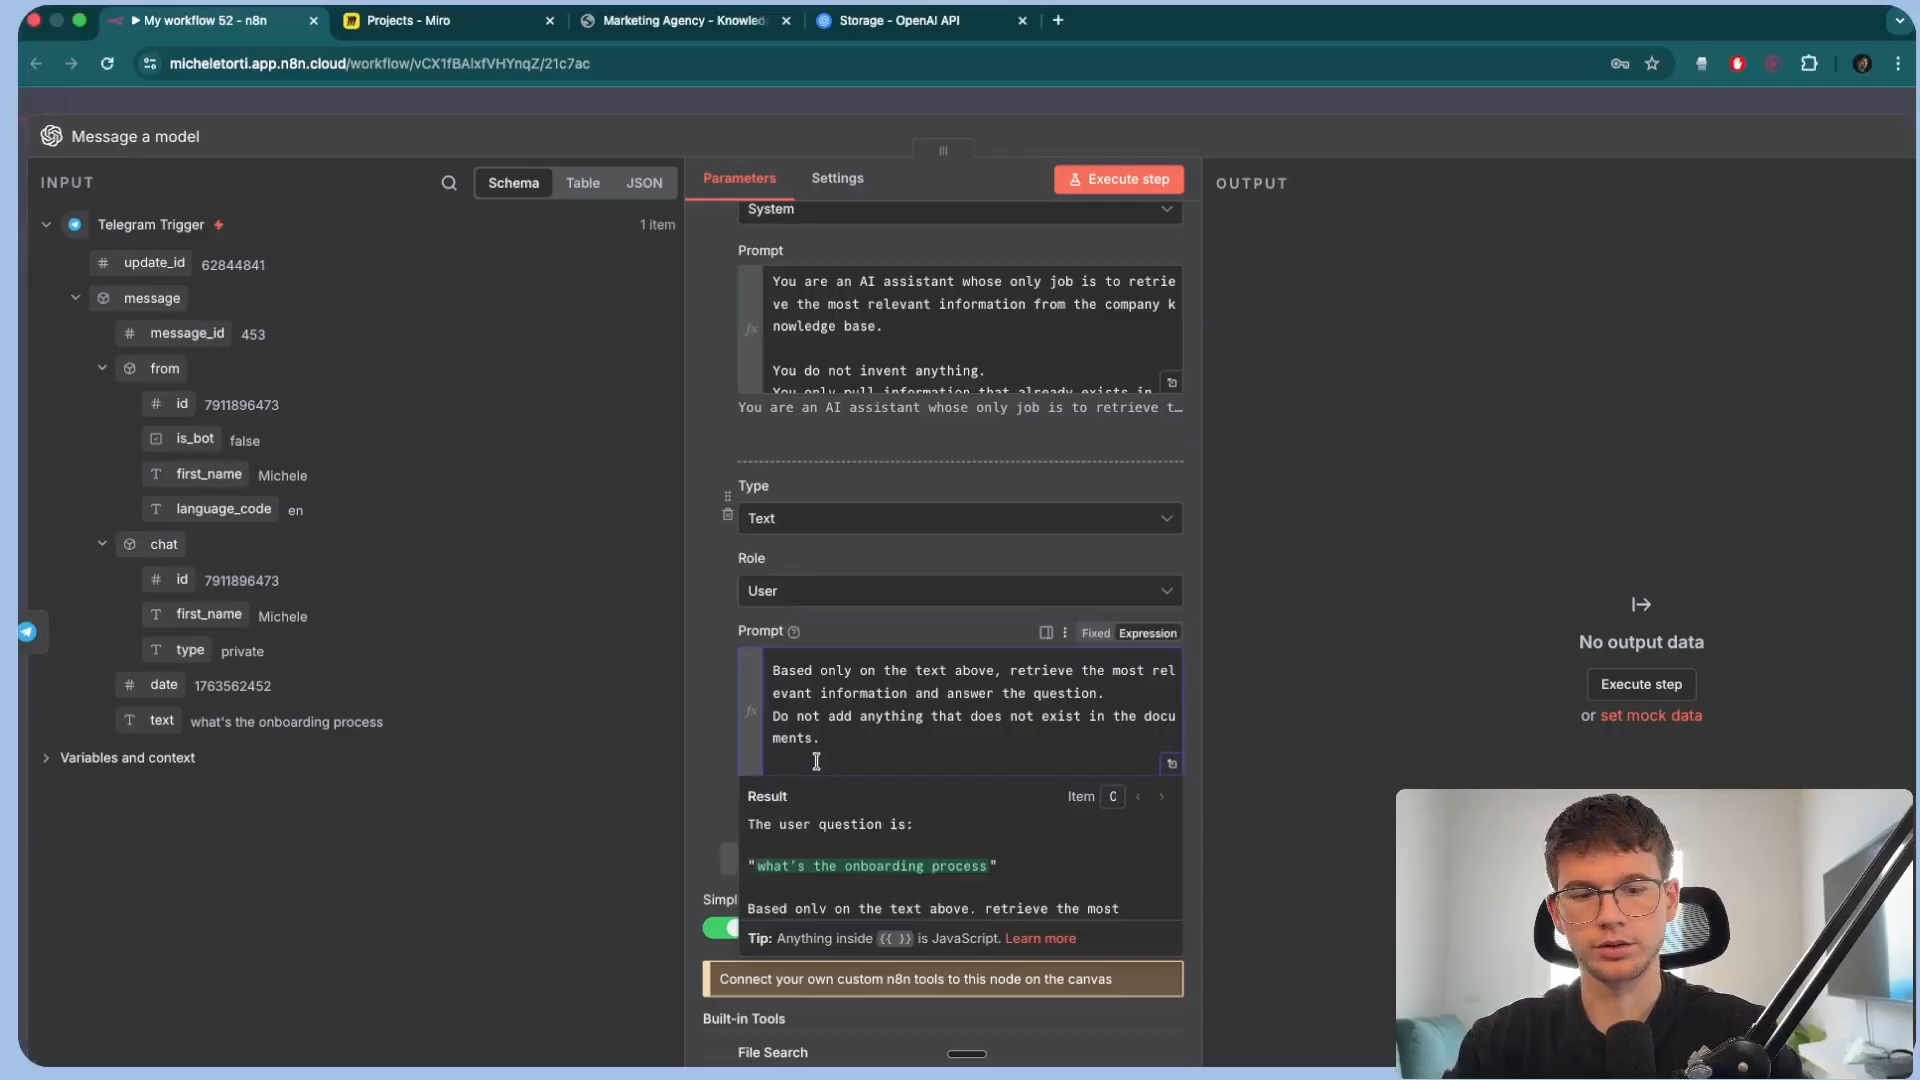 My workflow 52 - n8n
Projects - Miro
Marketing Agency - Knowled
Storage - OpenAI API
micheletorti.app.n8n.cloud/workflow/vCX1fBAlxfVHYnqZ/21c7ac
Message a model
INPUT
Schema
Table
JSON
Parameters
Settings
Execute step
OUTPUT
Telegram Trigger
1 item
update_id 62844841
message
message_id 453
from
id 7911896473
is_bot false
first_name Michele
language_code en
chat
id 7911896473
first_name Michele
type private
date 1763562452
text what's the onboarding process
Variables and context
System
Prompt
You are an AI assistant whose only job is to retrie
ve the most relevant information from the company k
nowledge base.
You do not invent anything.
You only pull information that already exists in
You are an AI assistant whose only job is to retrieve t…
Type
Text
Role
User
Prompt
Fixed
Expression
Based only on the text above, retrieve the most rel
evant information and answer the question.
Do not add anything that does not exist in the docu
ments.
Result
Item 0
The user question is:
"what's the onboarding process"
Based only on the text above, retrieve the most
Tip: Anything inside {{ }} is JavaScript. Learn more
Simpl
Connect your own custom n8n tools to this node on the canvas
Built-in Tools
File Search
No output data
Execute step
or set mock data